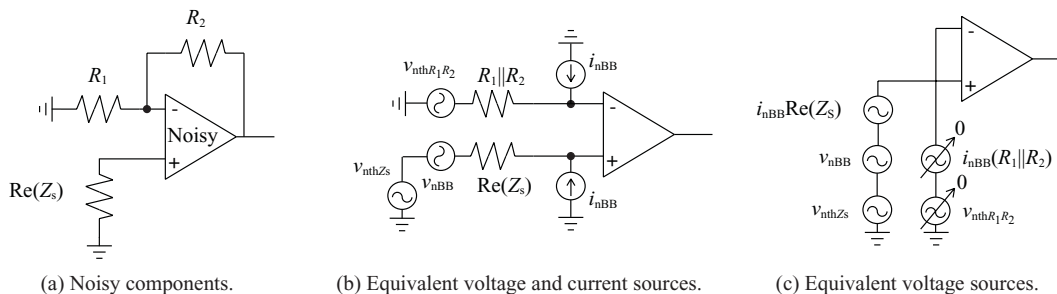 R₂
R₁
-
Noisy
+
Re(Zₛ)
(a) Noisy components.
vₙₜₕR₁R₂
R₁||R₂
iₙBB
-
+
vₙₜₕZₛ
vₙBB
Re(Zₛ)
iₙBB
(b) Equivalent voltage and current sources.
-
+
iₙBBRe(ZS)
0
vₙBB
iₙBB(R₁||R₂)
0
vₙₜₕZₛ
vₙₜₕR₁R₂
(c) Equivalent voltage sources.